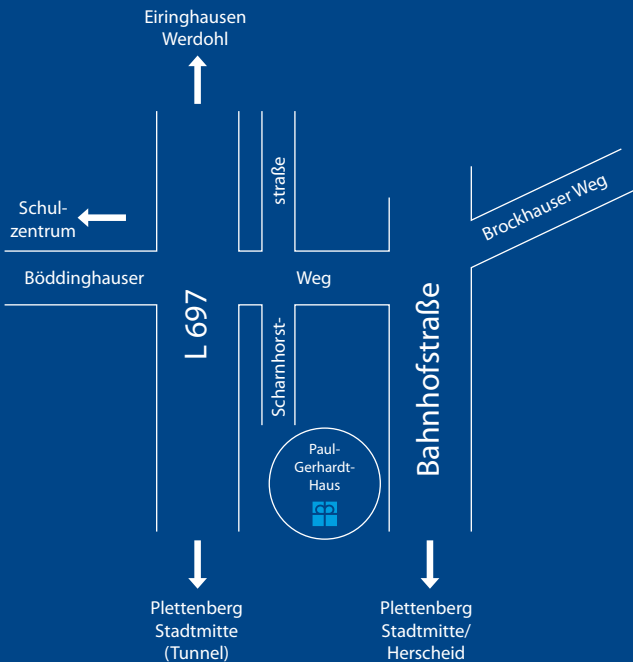 Eiringhausen
Werdohl
straße
Schul-
zentrum
Brockhauser Weg
Böddinghauser
Weg
L 697
Scharnhorst-
Bahnhofstraße
Paul-
Gerhardt-
Haus
Plettenberg
Stadtmitte
(Tunnel)
Plettenberg
Stadtmitte/
Herscheid